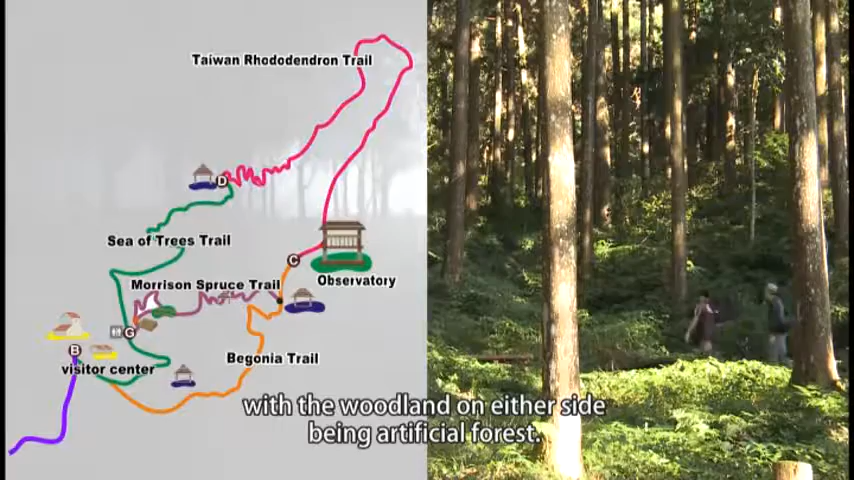 Taiwan Rhododendron Trail
D
Sea of Trees Trail
C
Observatory
Morrison Spruce Trail
G
B
visitor center
Begonia Trail
with the woodland on either side
being artificial forest.